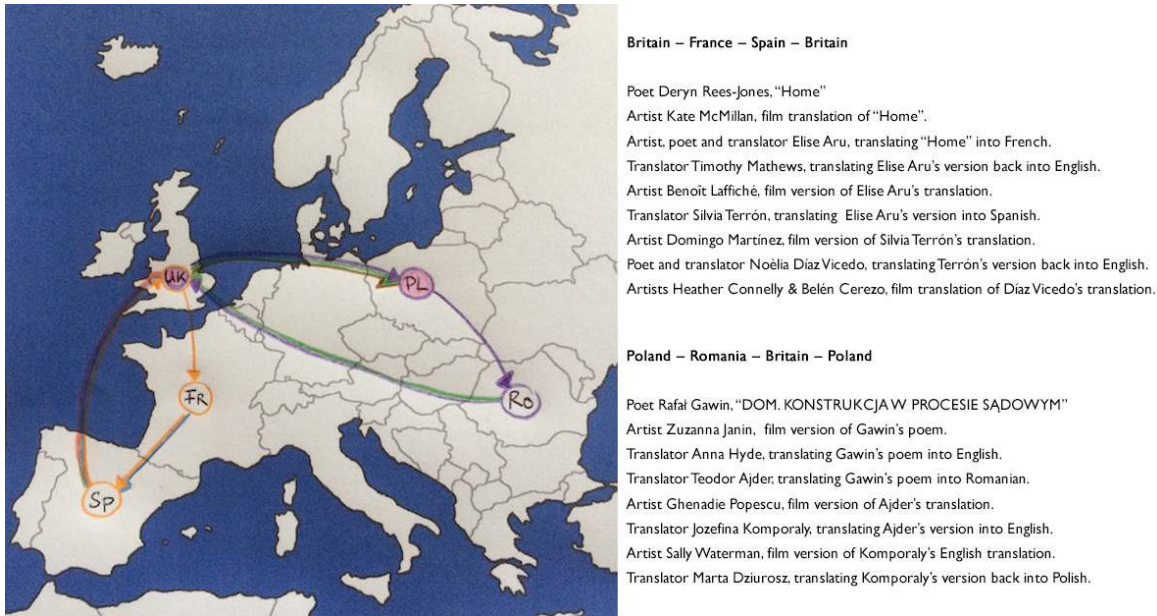 UK
PL
FR
RO
Sp
Britain – France – Spain – Britain
Poet Deryn Rees-Jones, “Home”
Artist Kate McMillan, film translation of “Home”.
Artist, poet and translator Elise Aru, translating “Home” into French.
Translator Timothy Mathews, translating Elise Aru’s version back into English.
Artist Benoît Laffiché, film version of Elise Aru’s translation.
Translator Silvia Terrón, translating Elise Aru’s version into Spanish.
Artist Domingo Martínez, film version of Silvia Terrón’s translation.
Poet and translator Noèlia Díaz Vicedo, translating Terrón’s version back into English.
Artists Heather Connelly & Belén Cerezo, film translation of Díaz Vicedo’s translation.
Poland – Romania – Britain – Poland
Poet Rafał Gawin, “DOM. KONSTRUKCJA W PROCESIE SĄDOWYM”
Artist Zuzanna Janin, film version of Gawin’s poem.
Translator Anna Hyde, translating Gawin’s poem into English.
Translator Teodor Ajder, translating Gawin’s poem into Romanian.
Artist Ghenadie Popescu, film version of Ajder’s translation.
Translator Jozefina Komporaly, translating Ajder’s version into English.
Artist Sally Waterman, film version of Komporaly’s English translation.
Translator Marta Dziurosz, translating Komporaly’s version back into Polish.